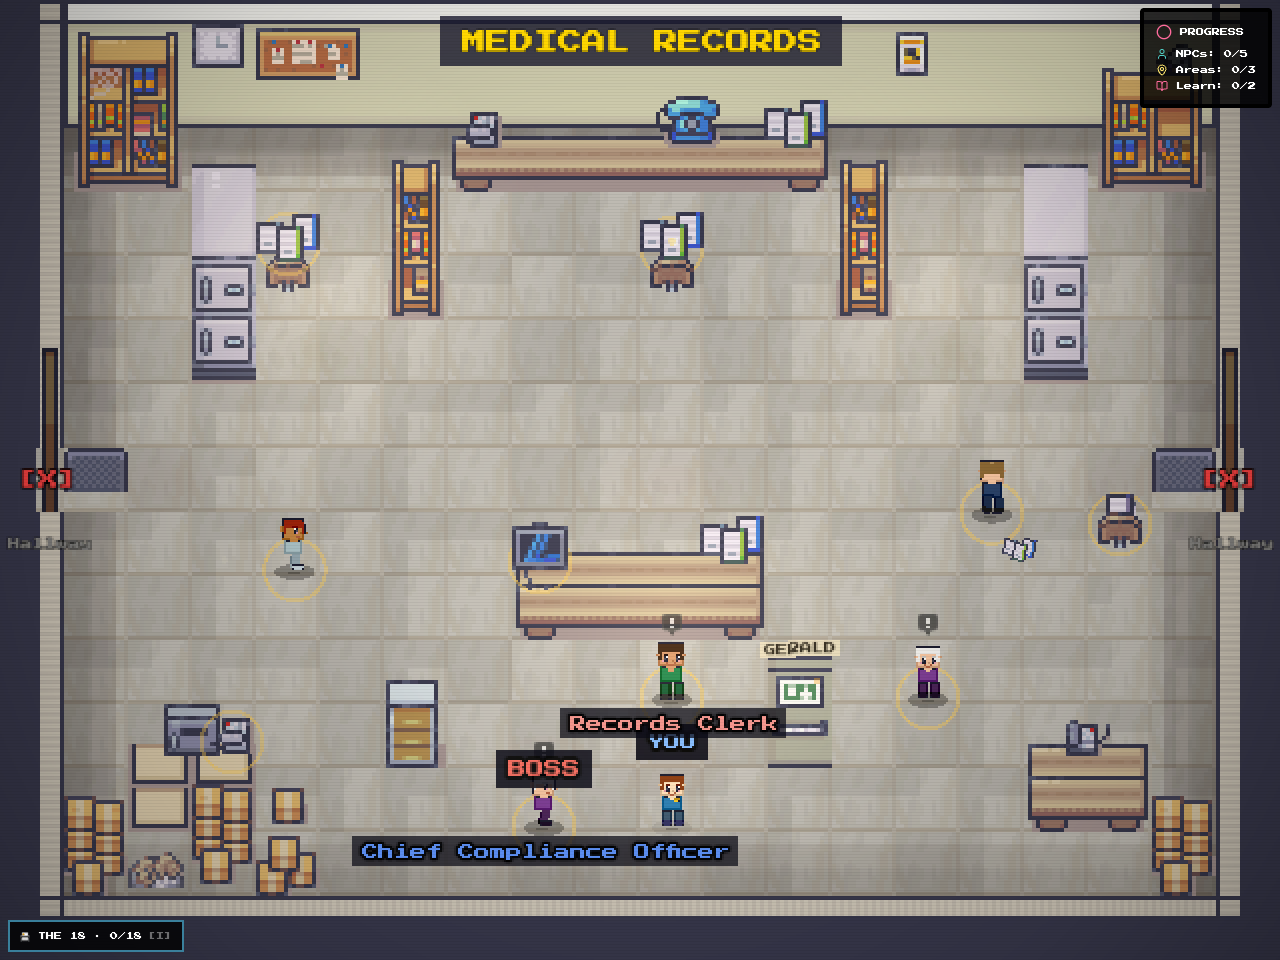 MEDICAL RECORDS
PROGRESS
NPCs: 0/5
Areas: 0/3
Learn: 0/2
[X]
[X]
Hallway
Hallway
!
!
GERALD
Records Clerk
YOU
BOSS
Chief Compliance Officer
THE 18 · 0/18 [I]